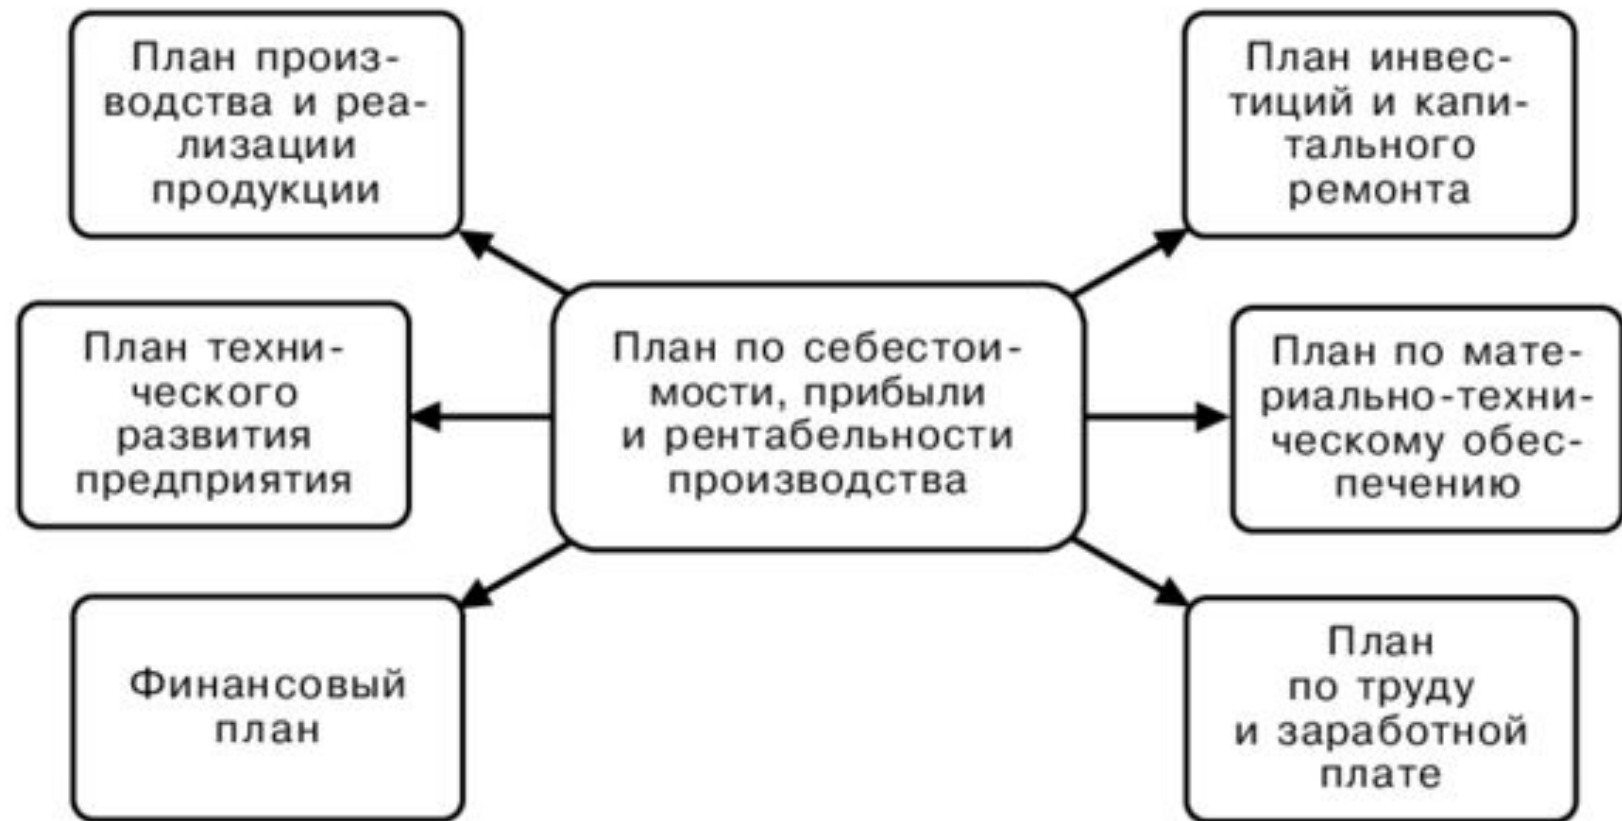 План произ-
водства и реа-
лизации
продукции
План инвес-
тиций и капи-
тального
ремонта
План техни-
ческого
развития
предприятия
План по себестои-
мости, прибыли
и рентабельности
производства
План по мате-
риально-техни-
ческому обес-
печению
Финансовый
план
План
по труду
и заработной
плате